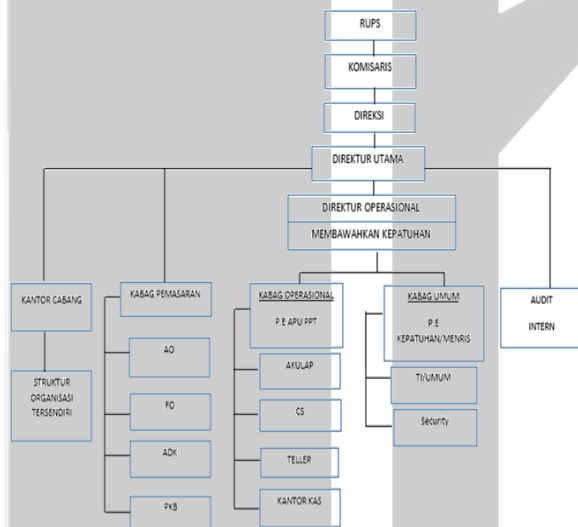 RUPS
KOMISARIS
DIREKSI
DIREKTUR UTAMA
DIREKTUR OPERASIONAL
MEMBAWAHKAN KEPATUHAN
KANTOR CABANG
STRUKTUR
ORGANISASI
TERSENDIRI
KABAG PEMASARAN
AO
FO
ADK
PKB
KABAG OPERASIONAL
P.E APU PPT
AKULAP
CS
TELLER
KANTOR KAS
KABAG UMUM
P.E
KEPATUHAN/MENRIS
TI/UMUM
Security
AUDIT
INTERN